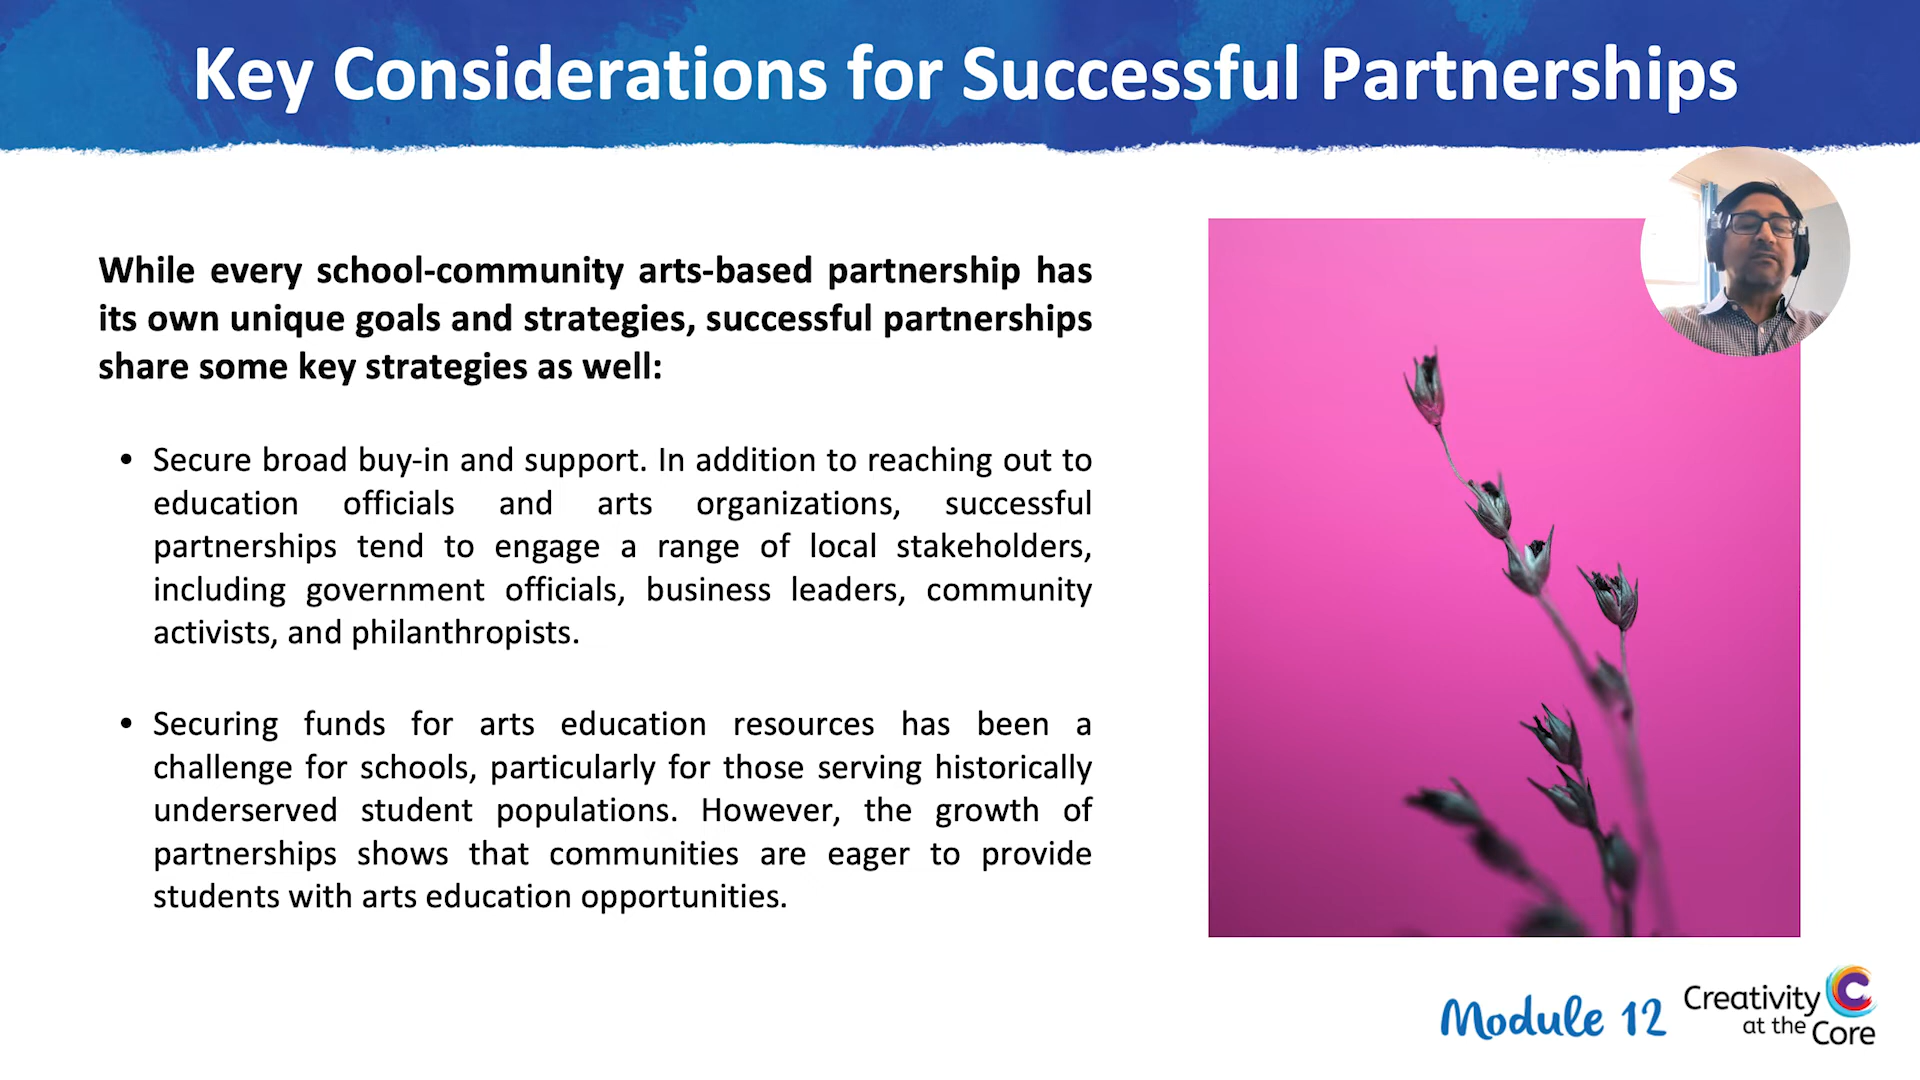 Key Considerations for Successful Partnerships
While every school-community arts-based partnership has
its own unique goals and strategies, successful partnerships
share some key strategies as well:
• Secure broad buy-in and support. In addition to reaching out to
education officials and arts organizations, successful
partnerships tend to engage a range of local stakeholders,
including government officials, business leaders, community
activists, and philanthropists.
• Securing funds for arts education resources has been a
challenge for schools, particularly for those serving historically
underserved student populations. However, the growth of
partnerships shows that communities are eager to provide
students with arts education opportunities.
Module 12
Creativity
at the Core